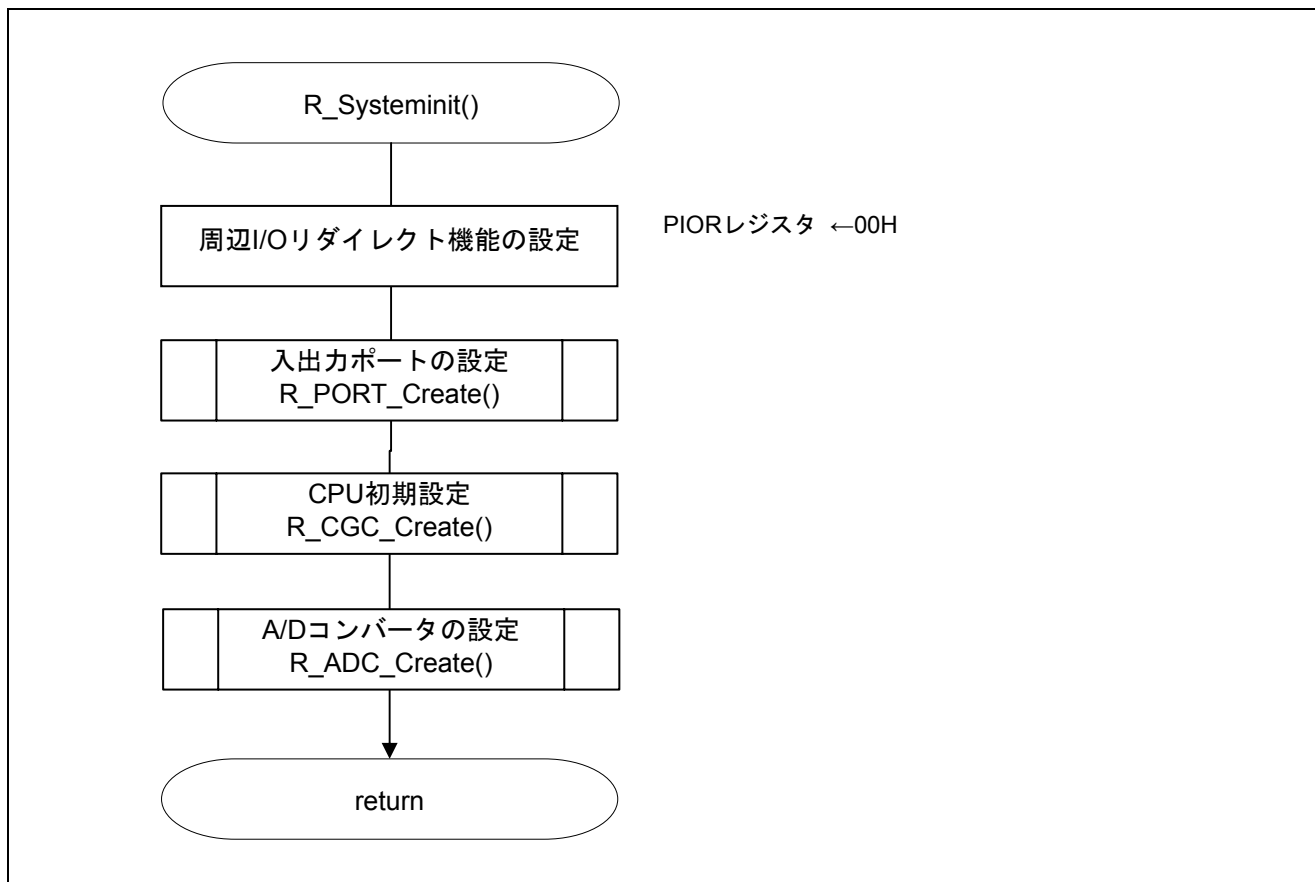 R_Systeminit()
周辺I/Oリダイレクト機能の設定
PIORレジスタ ←00H
入出力ポートの設定
R_PORT_Create()
CPU初期設定
R_CGC_Create()
A/Dコンバータの設定
R_ADC_Create()
return